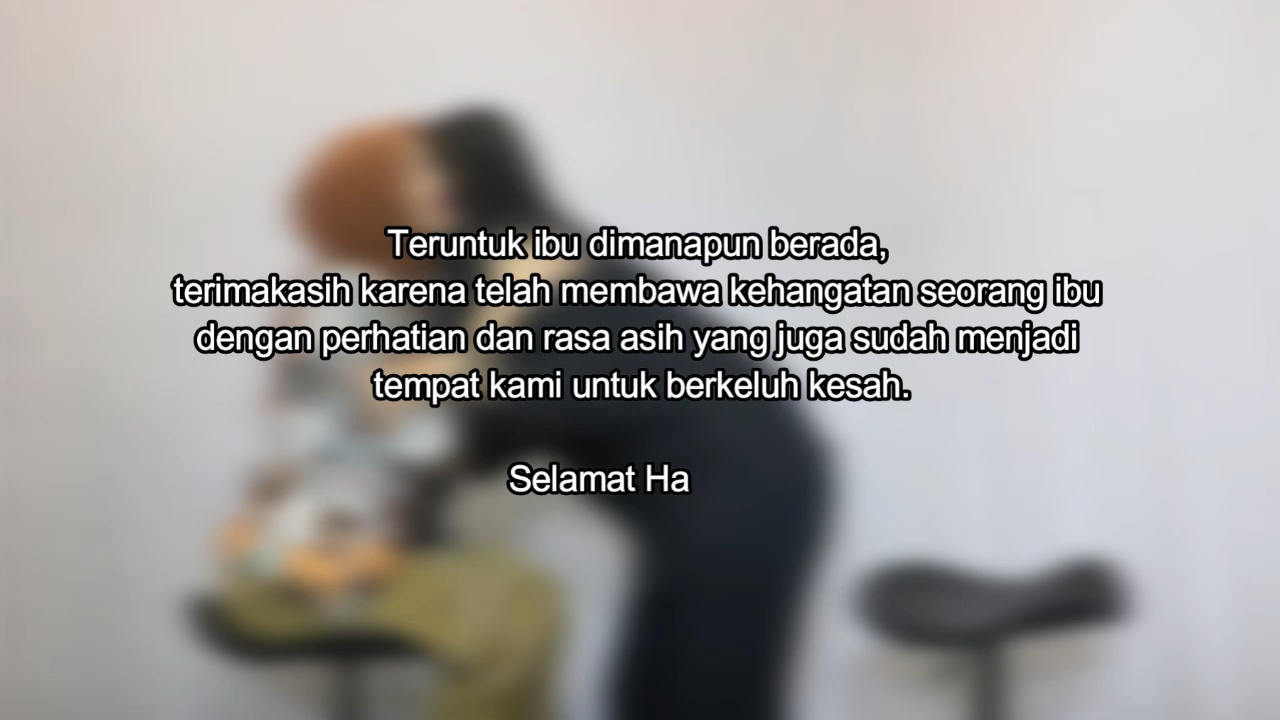 Teruntuk ibu dimanapun berada,
terimakasih karena telah membawa kehangatan seorang ibu
dengan perhatian dan rasa asih yang juga sudah menjadi
tempat kami untuk berkeluh kesah.
Selamat Ha